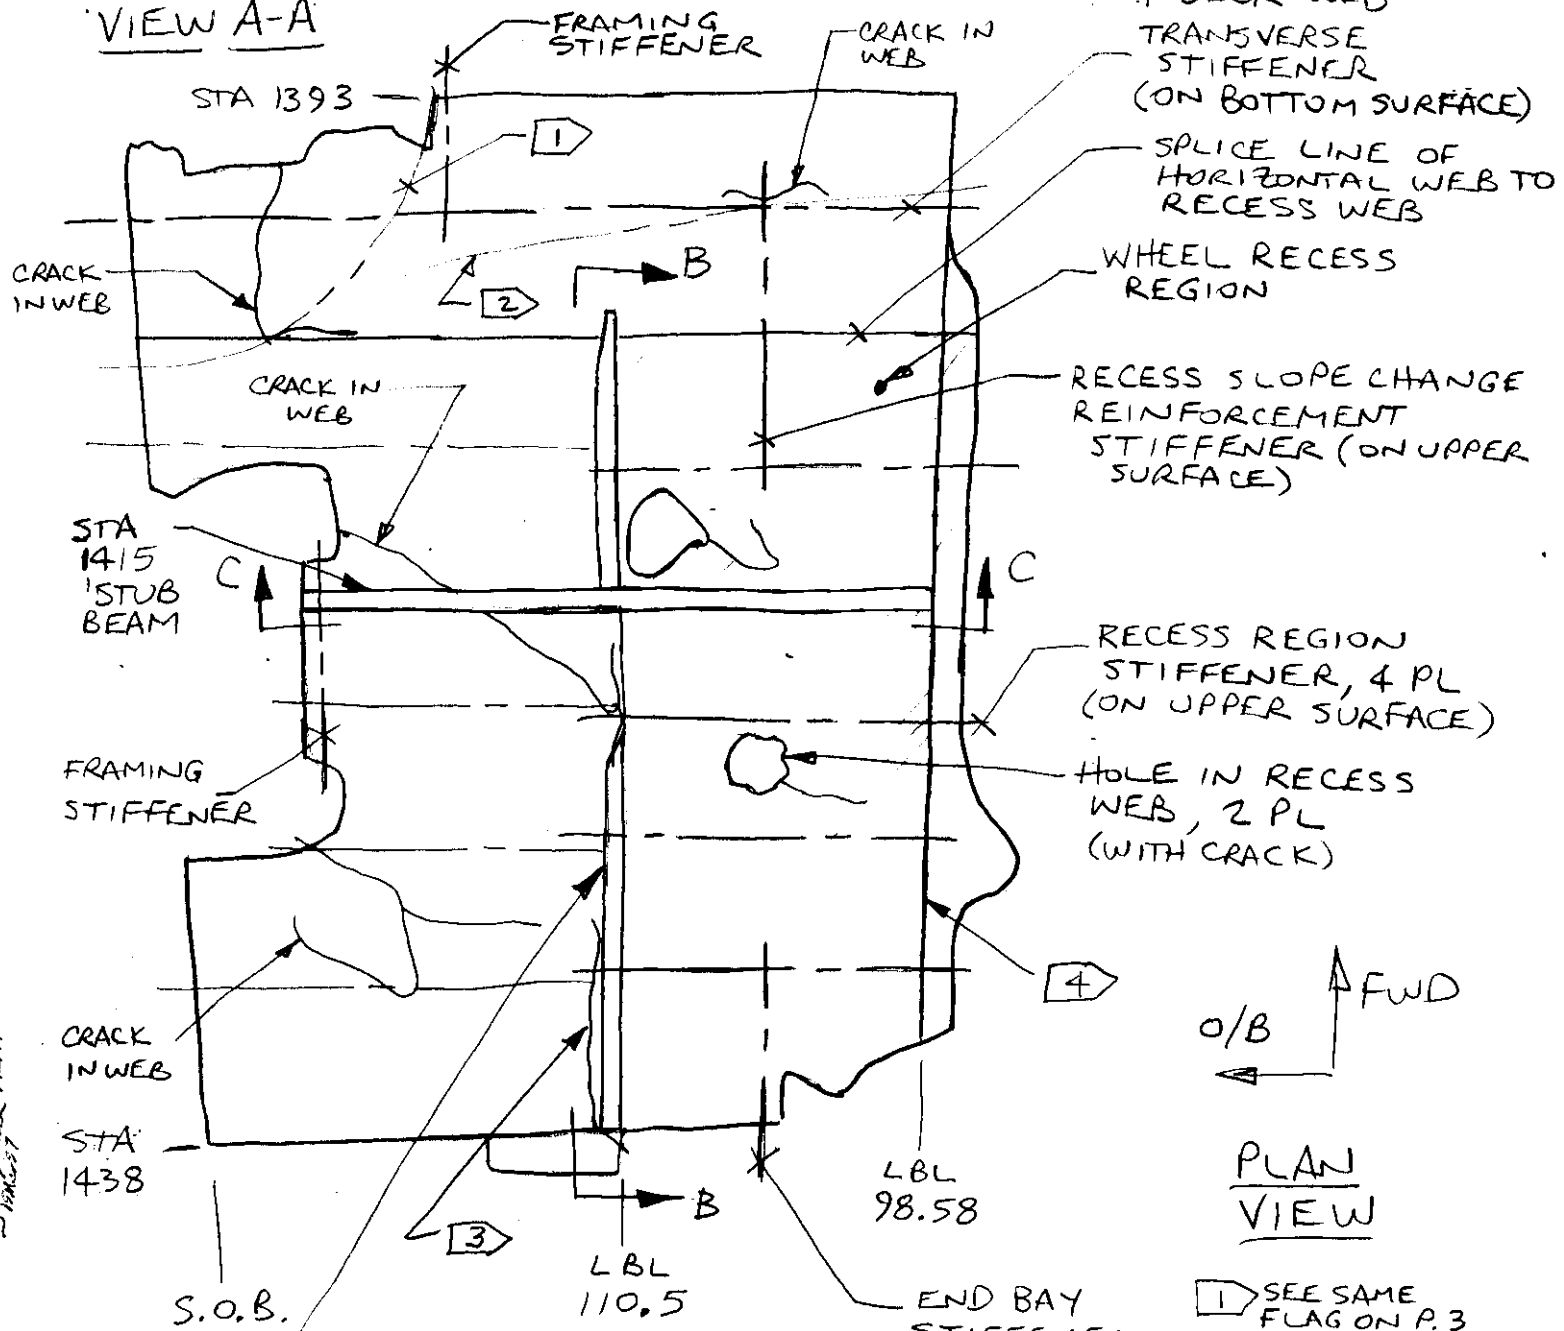 VIEW A-A
FRAMING
STIFFENER
CRACK IN
WEB
TRANSVERSE
STIFFENER
(ON BOTTOM SURFACE)
STA 1393
1
SPLICE LINE OF
HORIZONTAL WEB TO
RECESS WEB
CRACK
IN WEB
2
B
WHEEL RECESS
REGION
CRACK IN
WEB
RECESS SLOPE CHANGE
REINFORCEMENT
STIFFENER (ON UPPER
SURFACE)
STA
1415
STUB
BEAM
C
C
RECESS REGION
STIFFENER, 4 PL
(ON UPPER SURFACE)
FRAMING
STIFFENER
HOLE IN RECESS
WEB, 2 PL
(WITH CRACK)
4
FWD
O/B
CRACK
IN WEB
STA
1438
3
B
LBL
98.58
PLAN
VIEW
S.O.B.
LBL
110.5
END BAY
1 SEE SAME
FLAG ON P. 3